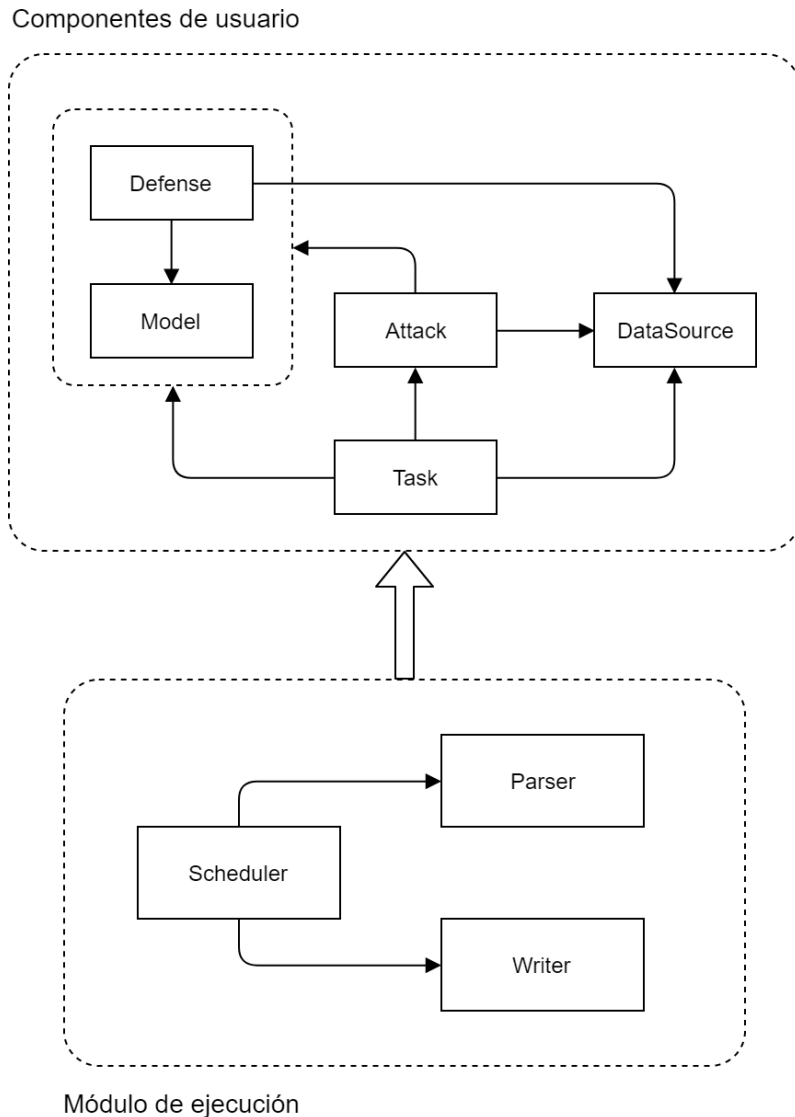 Componentes de usuario
Defense
Model
Attack
DataSource
Task
Parser
Scheduler
Writer
Módulo de ejecución